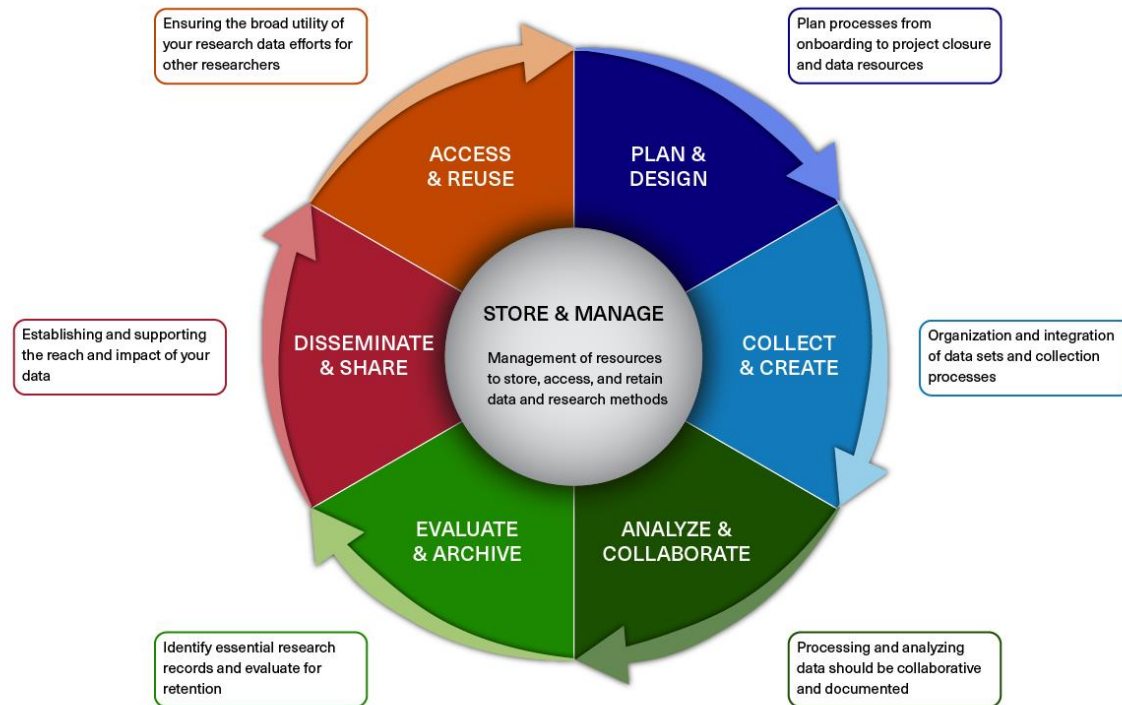 Ensuring the broad utility of
your research data efforts for
other researchers
Plan processes from
onboarding to project closure
and data resources
ACCESS
& REUSE
PLAN &
DESIGN
STORE & MANAGE
Management of resources
to store, access, and retain
data and research methods
DISSEMINATE
& SHARE
COLLECT
& CREATE
Establishing and supporting
the reach and impact of your
data
Organization and integration
of data sets and collection
processes
EVALUATE
& ARCHIVE
ANALYZE &
COLLABORATE
Identify essential research
records and evaluate for
retention
Processing and analyzing
data should be collaborative
and documented